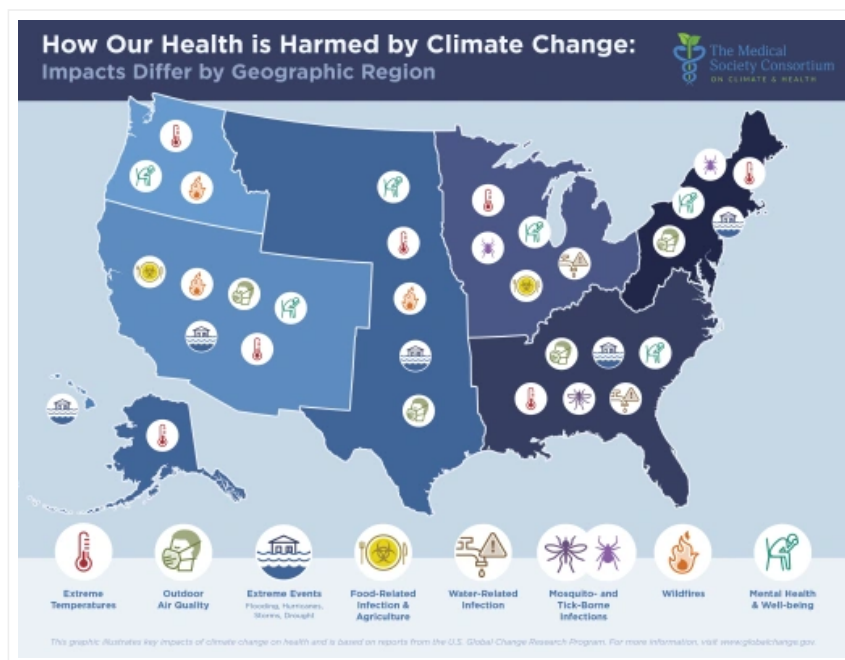 How Our Health is Harmed by Climate Change:
Impacts Differ by Geographic Region
The Medical
Society Consortium
ON CLIMATE & HEALTH
Extreme
Temperatures
Outdoor
Air Quality
Extreme Events
Flooding, Hurricanes,
Storms, Drought
Food-Related
Infection &
Agriculture
Water-Related
Infection
Mosquito- and
Tick-Borne
Infections
Wildfires
Mental Health
& Well-being
This graphic illustrates key impacts of climate change on health and is based on reports from the U.S. Global Change Research Program. For more information, visit www.globalchange.gov.